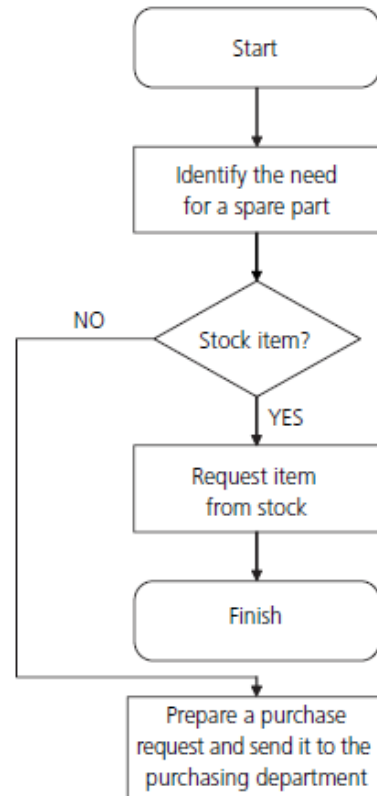 Start
Identify the need
for a spare part
NO
Stock item?
YES
Request item
from stock
Finish
Prepare a purchase
request and send it to the
purchasing department